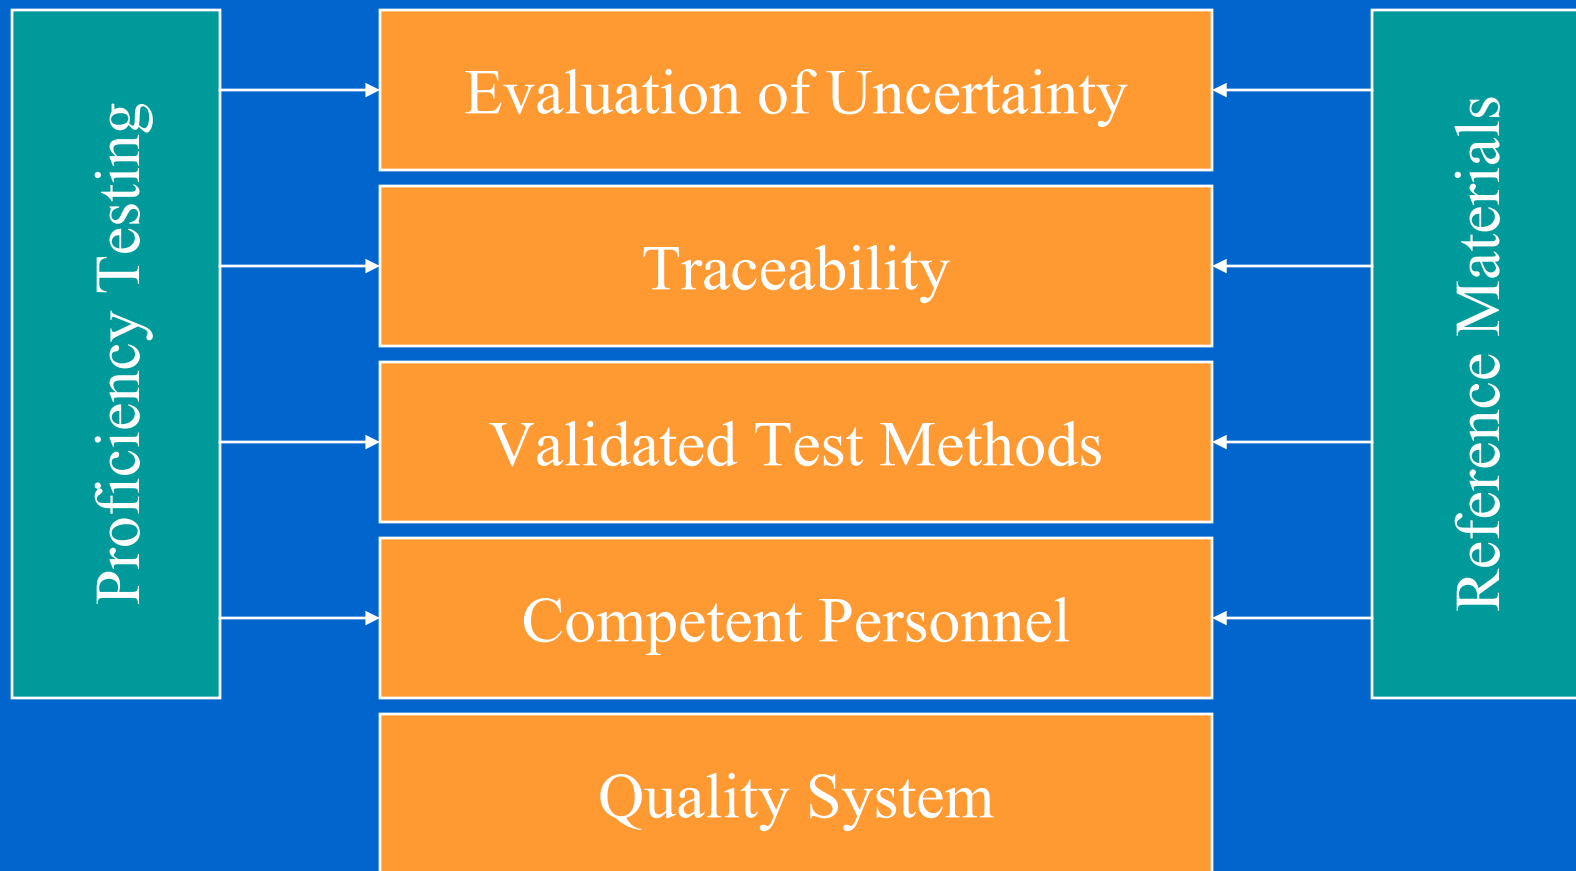 Proficiency Testing
Evaluation of Uncertainty
Traceability
Validated Test Methods
Competent Personnel
Quality System
Reference Materials